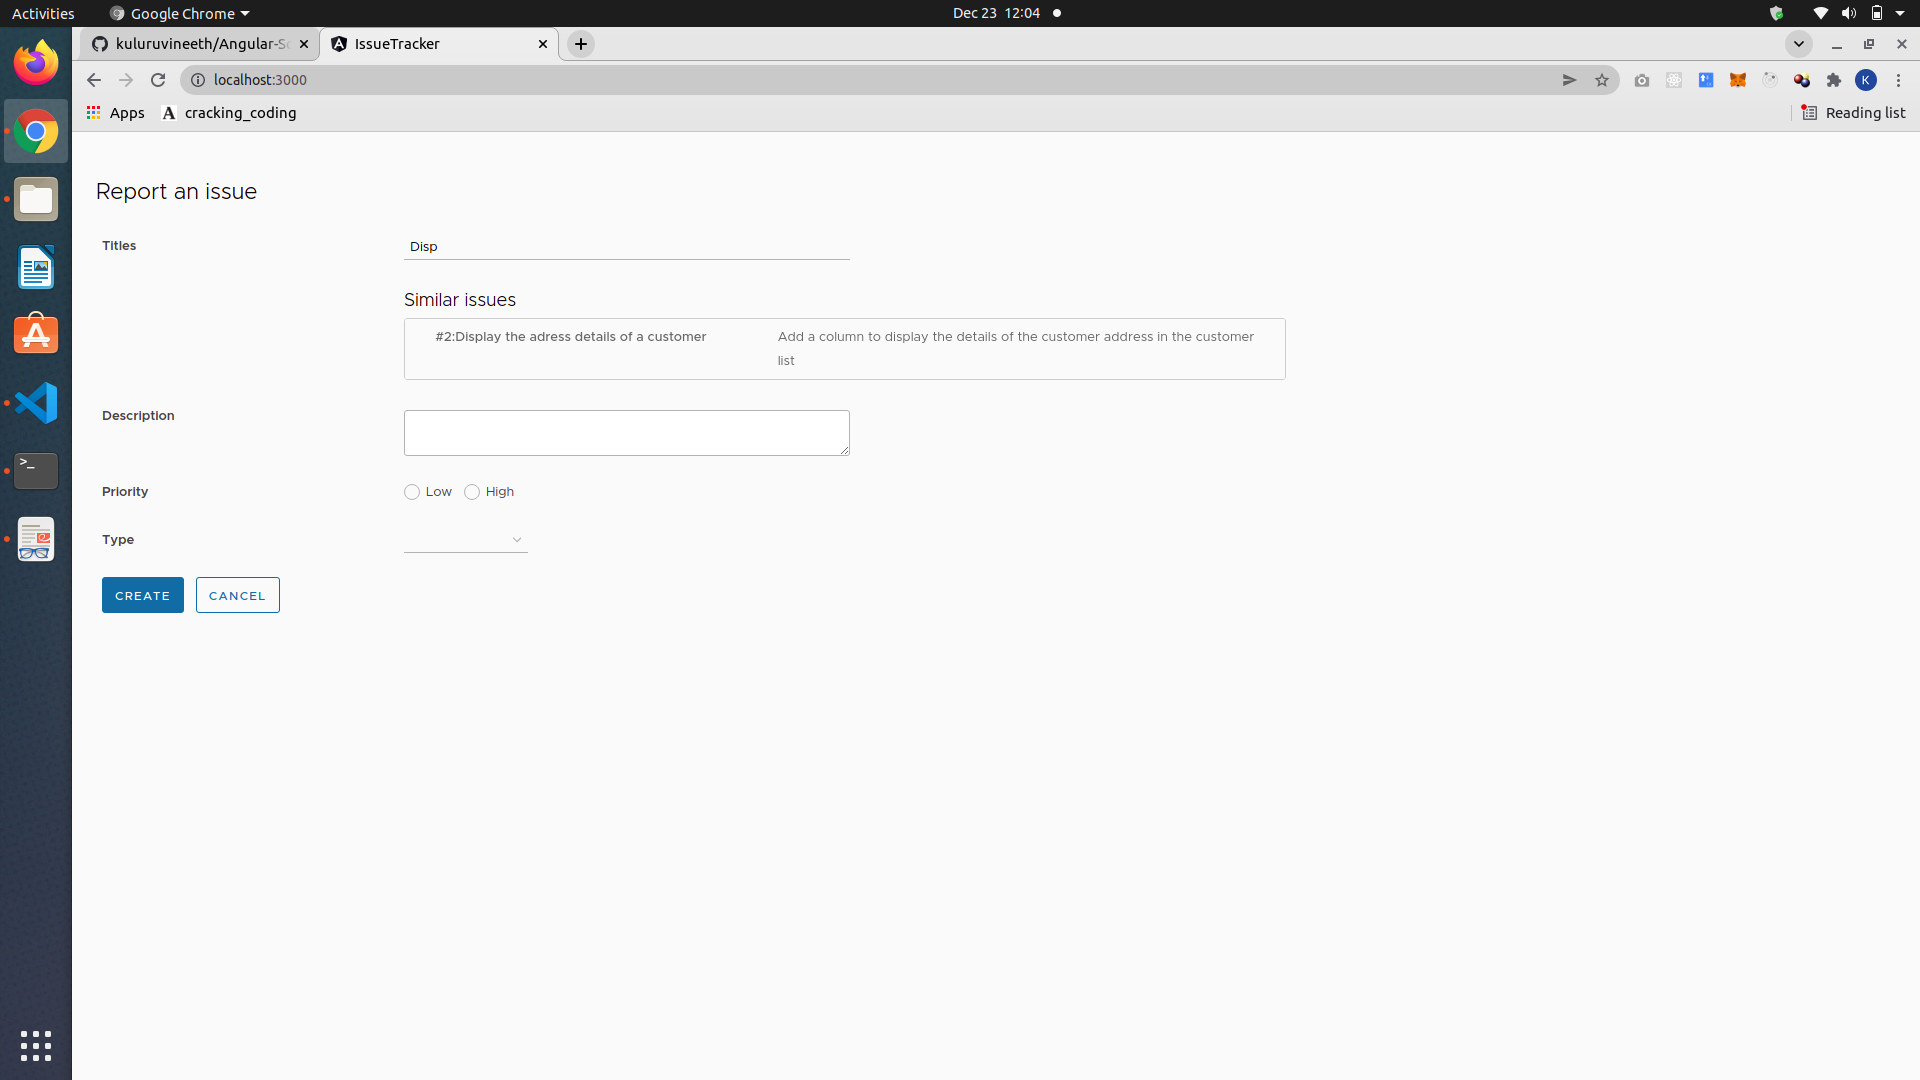 Activities
Google Chrome
Dec 23 12:04
kuluruvineeth/Angular-Sc
IssueTracker
localhost:3000
K
Apps
A cracking_coding
Reading list
Report an issue
Titles
Disp
Similar issues
#2:Display the adress details of a customer
Add a column to display the details of the customer address in the customer
list
Description
Priority
Low
High
Type
CREATE
CANCEL